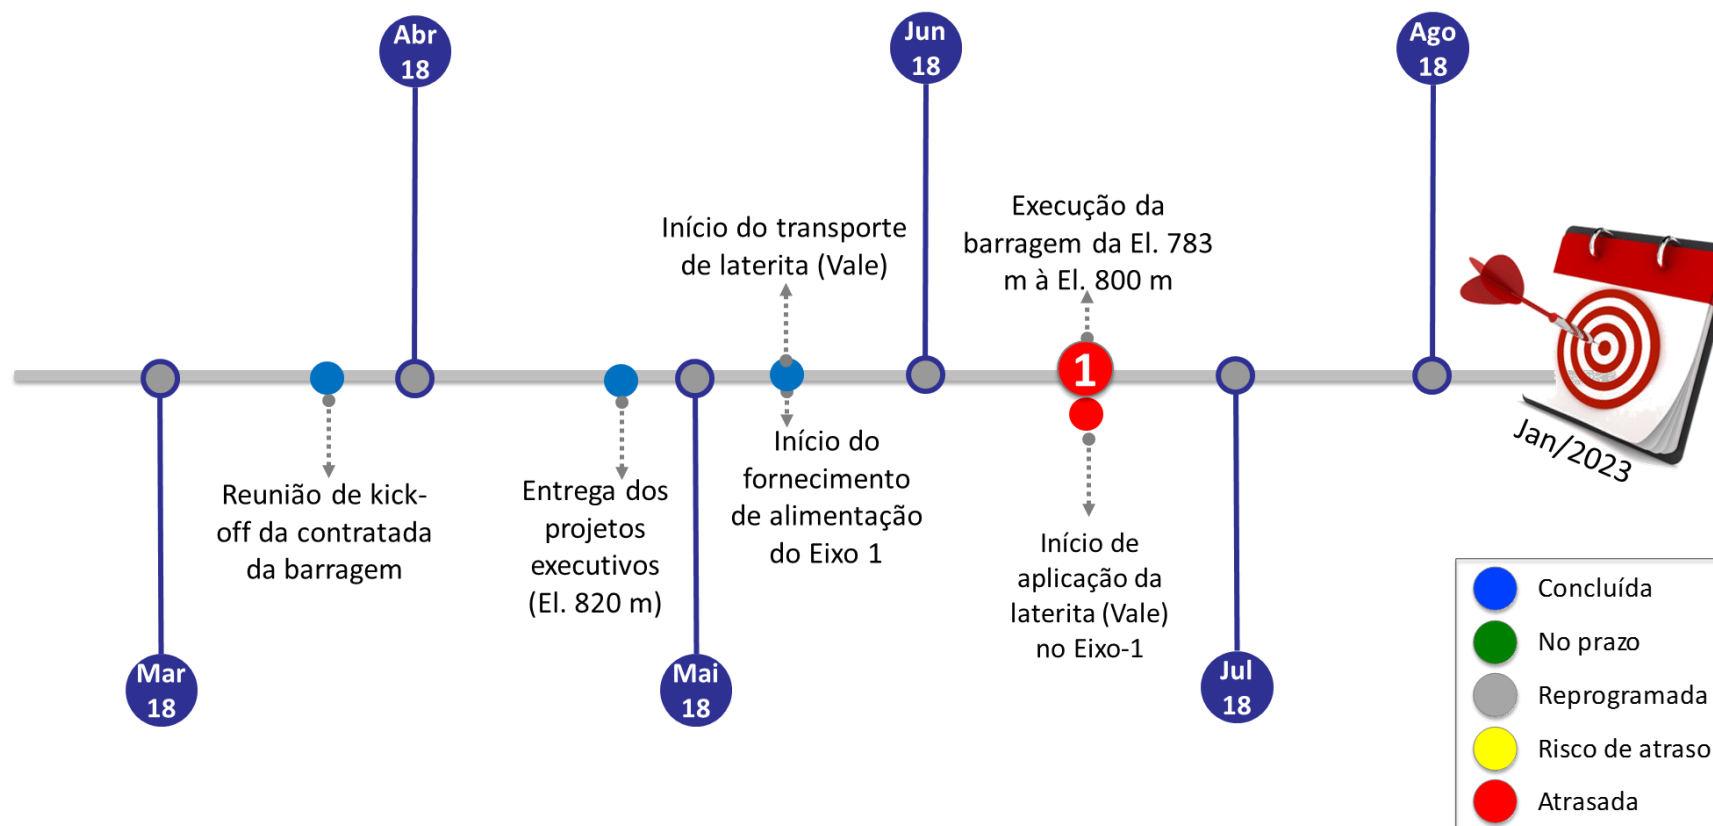 Abr
18
Jun
18
Ago
18
Início do transporte
de laterita (Vale)
Execução da
barragem da El. 783
m à El. 800 m
1
Jan/2023
Reunião de kick-
off da contratada
da barragem
Entrega dos
projetos
executivos
(El. 820 m)
Início do
fornecimento
de alimentação
do Eixo 1
Início de
aplicação da
laterita (Vale)
no Eixo-1
Mar
18
Mai
18
Jul
18
Concluída
No prazo
Reprogramada
Risco de atraso
Atrasada